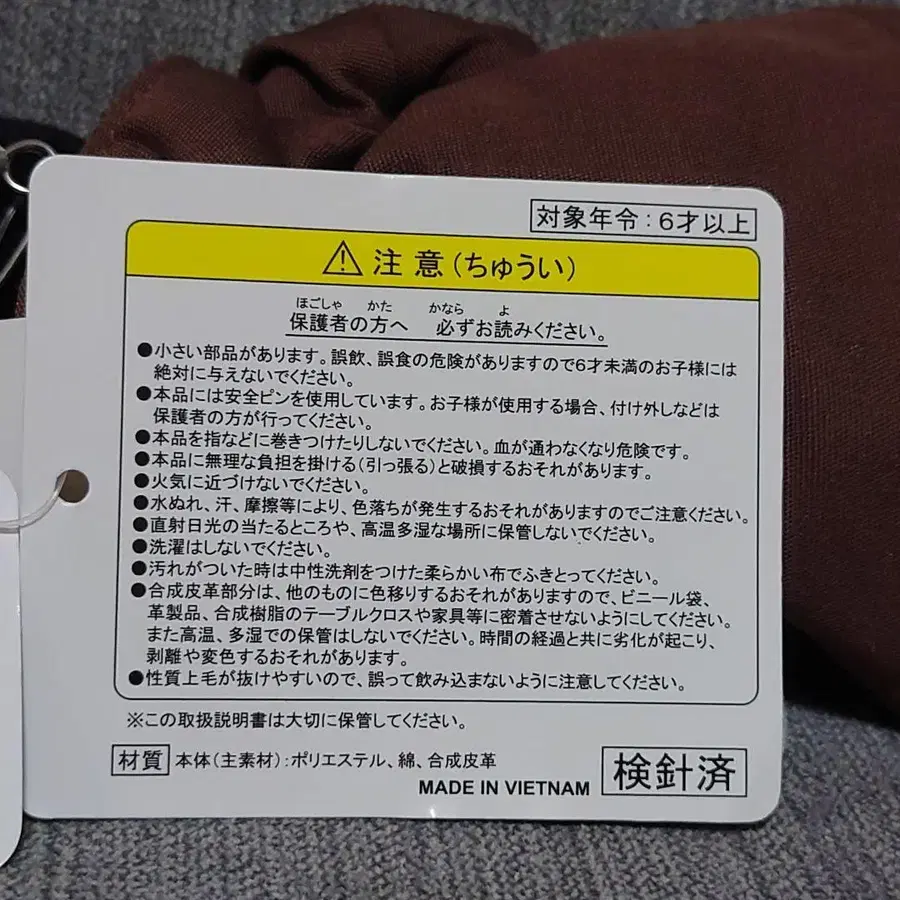 対象年令：6才以上
⚠注意（ちゅうい）
ほごしゃ かた かなら よ
保護者の方へ 必ずお読みください。
●小さい部品があります。誤飲、誤食の危険がありますので6才未満のお子様には
絶対に与えないでください。
●本品には安全ピンを使用しています。お子様が使用する場合、付け外しなどは
保護者の方が行ってください。
●本品を指などに巻きつけたりしないでください。血が通わなくなり危険です。
●本品に無理な負担を掛ける（引っ張る）と破損するおそれがあります。
●火気に近づけないでください。
●水ぬれ、汗、摩擦等により、色落ちが発生するおそれがありますのでご注意ください。
●直射日光の当たるところや、高温多湿な場所に保管しないでください。
●洗濯はしないでください。
●汚れがついた時は中性洗剤をつけた柔らかい布でふきとってください。
●合成皮革部分は、他のものに色移りするおそれがありますので、ビニール袋、
革製品、合成樹脂のテーブルクロスや家具等に密着させないようにしてください。
また高温、多湿での保管はしないでください。時間の経過と共に劣化が起こり、
剥離や変色するおそれがあります。
●性質上毛が抜けやすいので、誤って飲み込まないように注意してください。
※この取扱説明書は大切に保管してください。
材質 本体（主素材）：ポリエステル、綿、合成皮革
MADE IN VIETNAM 検針済